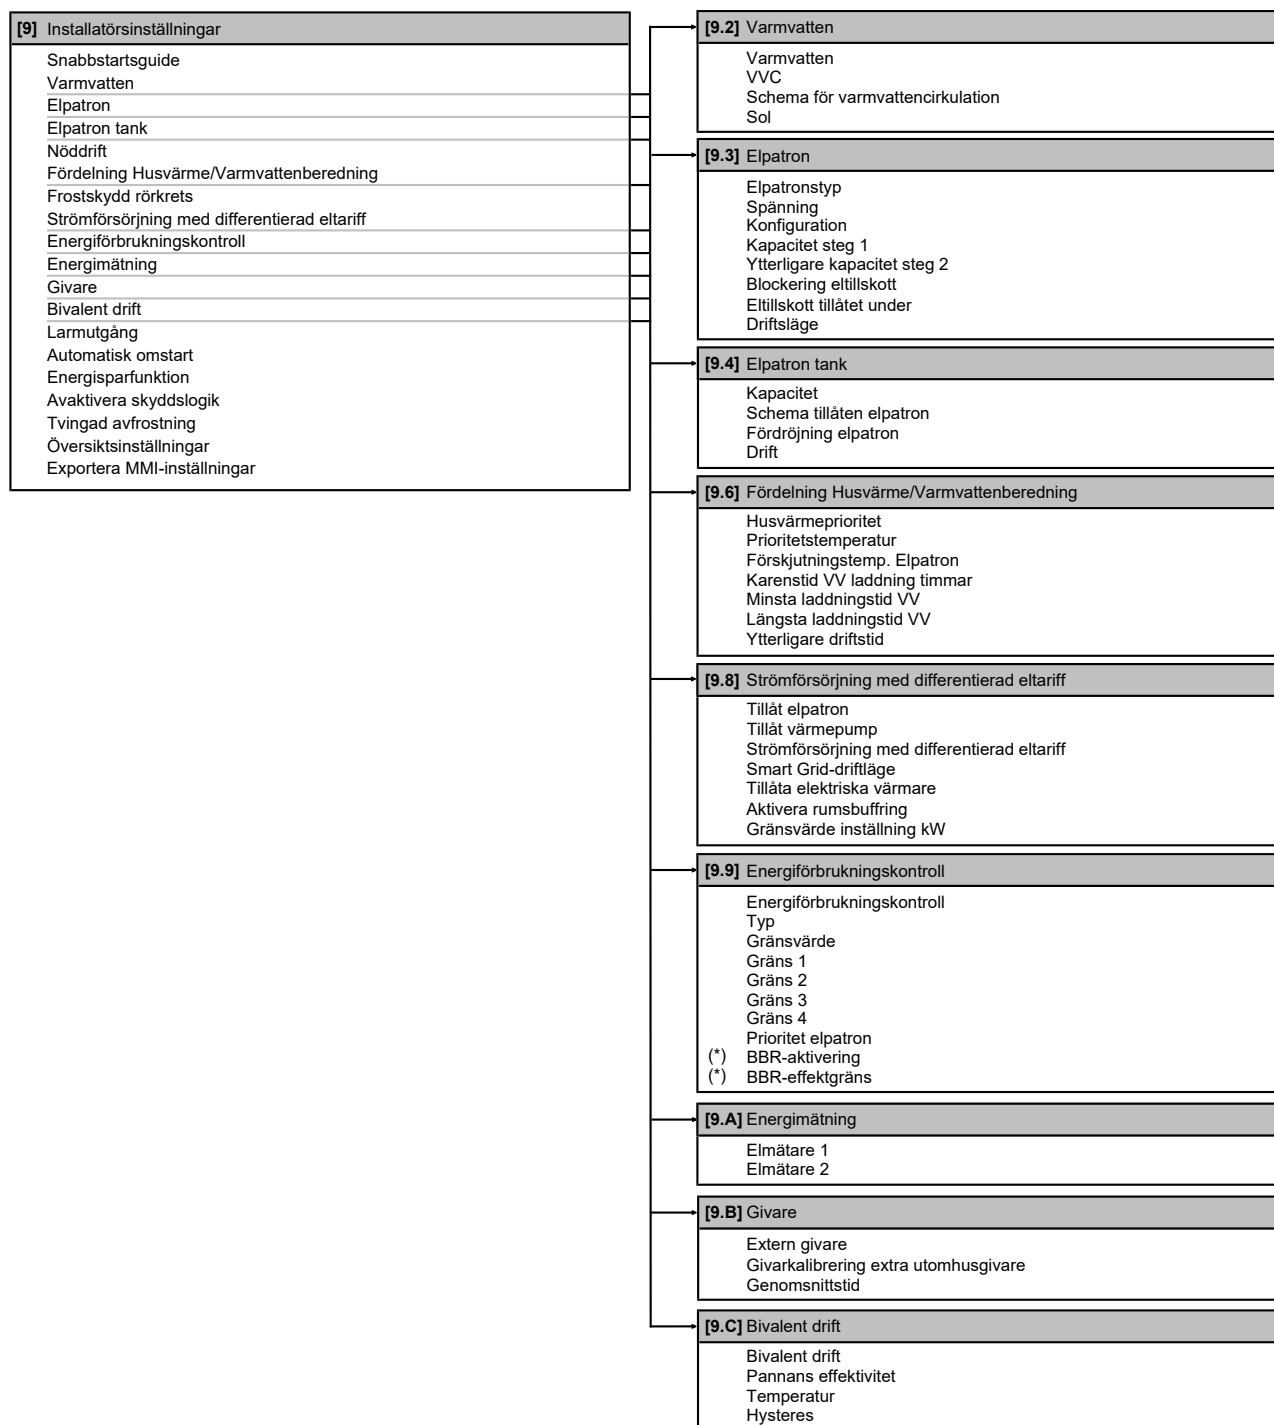 [9] Installatörsinställningar
Snabbstartsguide
Varmvatten
Elpatron
Elpatron tank
Nöddrift
Fördelning Husvärme/Varmvattenberedning
Frostskydd rörkrets
Strömförsörjning med differentierad eltariff
Energiförbrukningskontroll
Energimätning
Givare
Bivalent drift
Larmutgång
Automatisk omstart
Energisparfunktion
Avaktivera skyddslogik
Tvingad avfrostning
Översiktsinställningar
Exportera MMI-inställningar
[9.2] Varmvatten
Varmvatten
VVC
Schema för varmvattencirkulation
Sol
[9.3] Elpatron
Elpatronstyp
Spänning
Konfiguration
Kapacitet steg 1
Ytterligare kapacitet steg 2
Blockering eltillskott
Eltillskott tillåtet under
Driftsläge
[9.4] Elpatron tank
Kapacitet
Schema tillåten elpatron
Fördröjning elpatron
Drift
[9.6] Fördelning Husvärme/Varmvattenberedning
Husvärmeprioritet
Prioritetstemperatur
Förskjutningstemp. Elpatron
Karenstid VV laddning timmar
Minsta laddningstid VV
Längsta laddningstid VV
Ytterligare driftstid
[9.8] Strömförsörjning med differentierad eltariff
Tillåt elpatron
Tillåt värmepump
Strömförsörjning med differentierad eltariff
Smart Grid-driftläge
Tillåta elektriska värmare
Aktivera rumsbuffring
Gränsvärde inställning kW
[9.9] Energiförbrukningskontroll
Energiförbrukningskontroll
Typ
Gränsvärde
Gräns 1
Gräns 2
Gräns 3
Gräns 4
Prioritet elpatron
(*) BBR-aktivering
(*) BBR-effektgräns
[9.A] Energimätning
Elmätare 1
Elmätare 2
[9.B] Givare
Extern givare
Givarkalibrering extra utomhusgivare
Genomsnittstid
[9.C] Bivalent drift
Bivalent drift
Pannans effektivitet
Temperatur
Hysteres